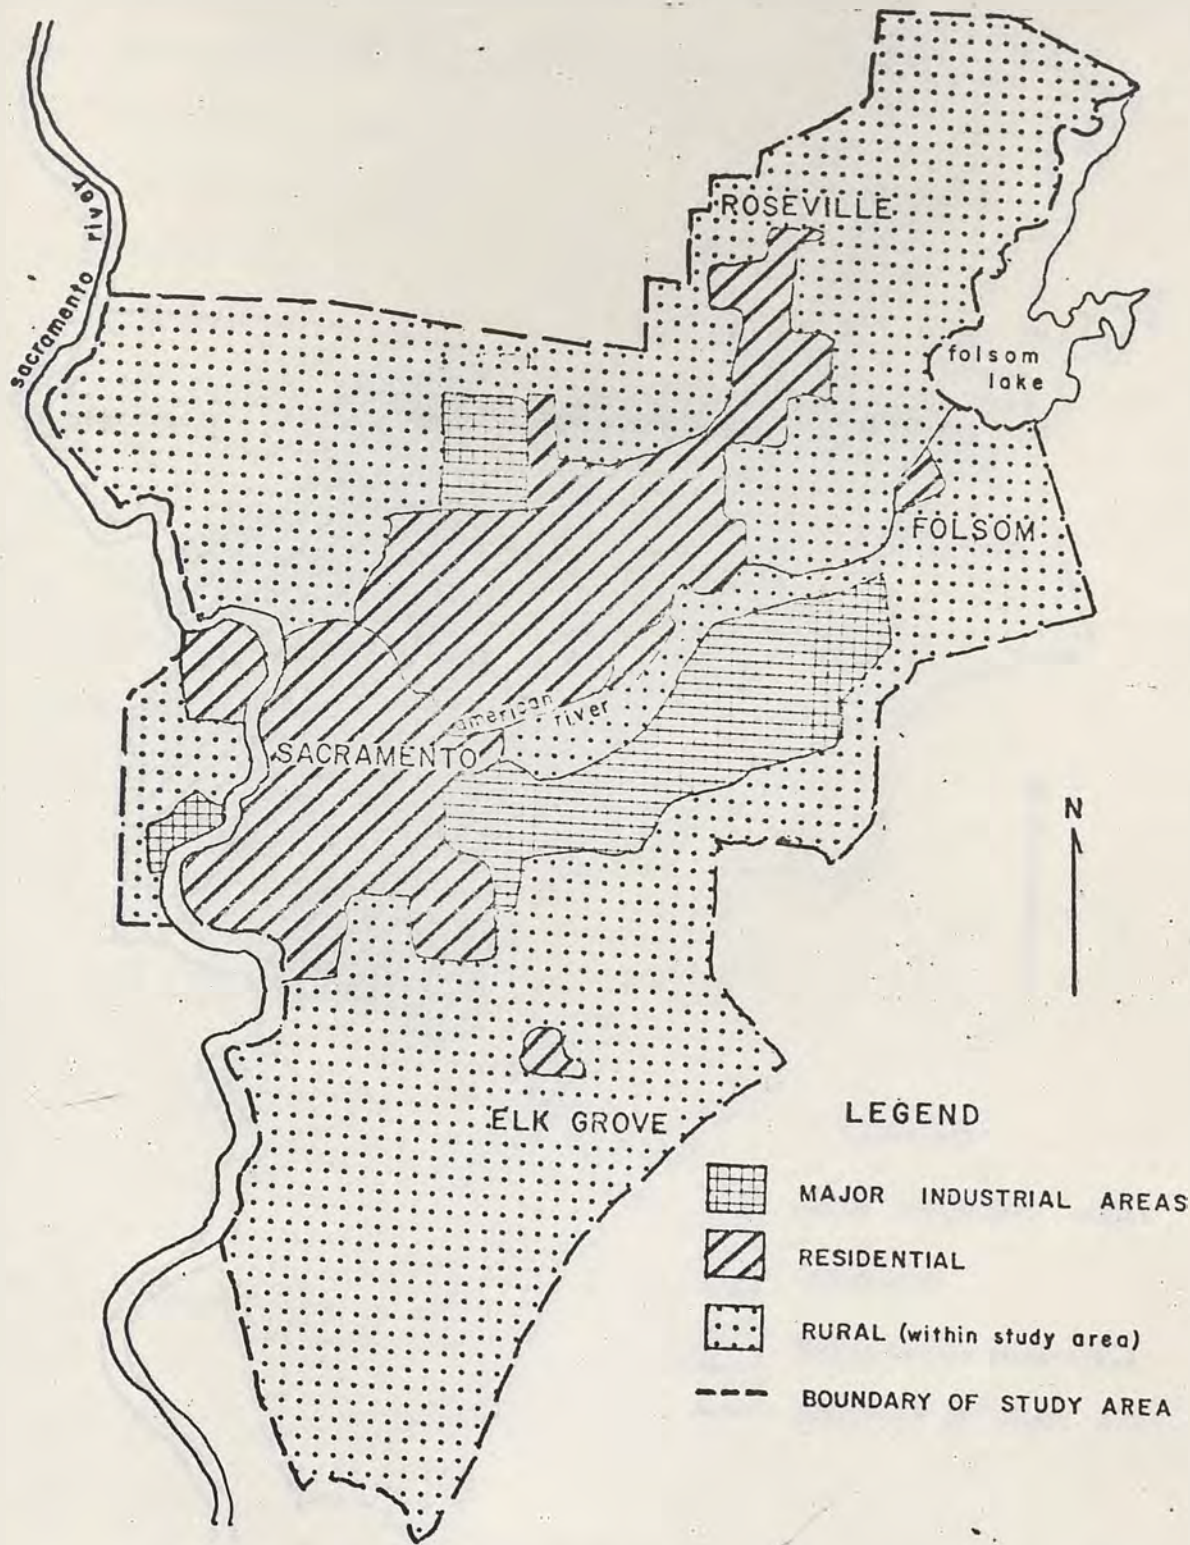 ROSEVILLE
sacramento river
folsom
lake
FOLSOM
american
river
SACRAMENTO
N
ELK GROVE
LEGEND
MAJOR INDUSTRIAL AREAS
RESIDENTIAL
RURAL (within study area)
BOUNDARY OF STUDY AREA